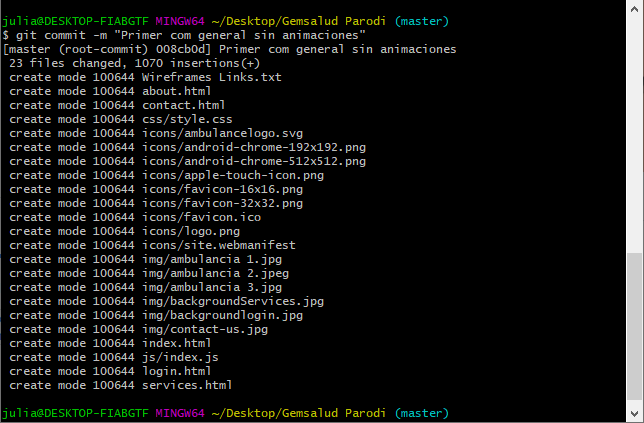 julia@DESKTOP-FIABGTF MINGW64 ~/Desktop/Gemsalud Parodi (master)
$ git commit -m "Primer com general sin animaciones"
[master (root-commit) 008cb0d] Primer com general sin animaciones
 23 files changed, 1070 insertions(+)
 create mode 100644 Wireframes Links.txt
 create mode 100644 about.html
 create mode 100644 contact.html
 create mode 100644 css/style.css
 create mode 100644 icons/ambulancelogo.svg
 create mode 100644 icons/android-chrome-192x192.png
 create mode 100644 icons/android-chrome-512x512.png
 create mode 100644 icons/apple-touch-icon.png
 create mode 100644 icons/favicon-16x16.png
 create mode 100644 icons/favicon-32x32.png
 create mode 100644 icons/favicon.ico
 create mode 100644 icons/logo.png
 create mode 100644 icons/site.webmanifest
 create mode 100644 img/ambulancia 1.jpg
 create mode 100644 img/ambulancia 2.jpeg
 create mode 100644 img/ambulancia 3.jpg
 create mode 100644 img/backgroundServices.jpg
 create mode 100644 img/backgroundlogin.jpg
 create mode 100644 img/contact-us.jpg
 create mode 100644 index.html
 create mode 100644 js/index.js
 create mode 100644 login.html
 create mode 100644 services.html
julia@DESKTOP-FIABGTF MINGW64 ~/Desktop/Gemsalud Parodi (master)